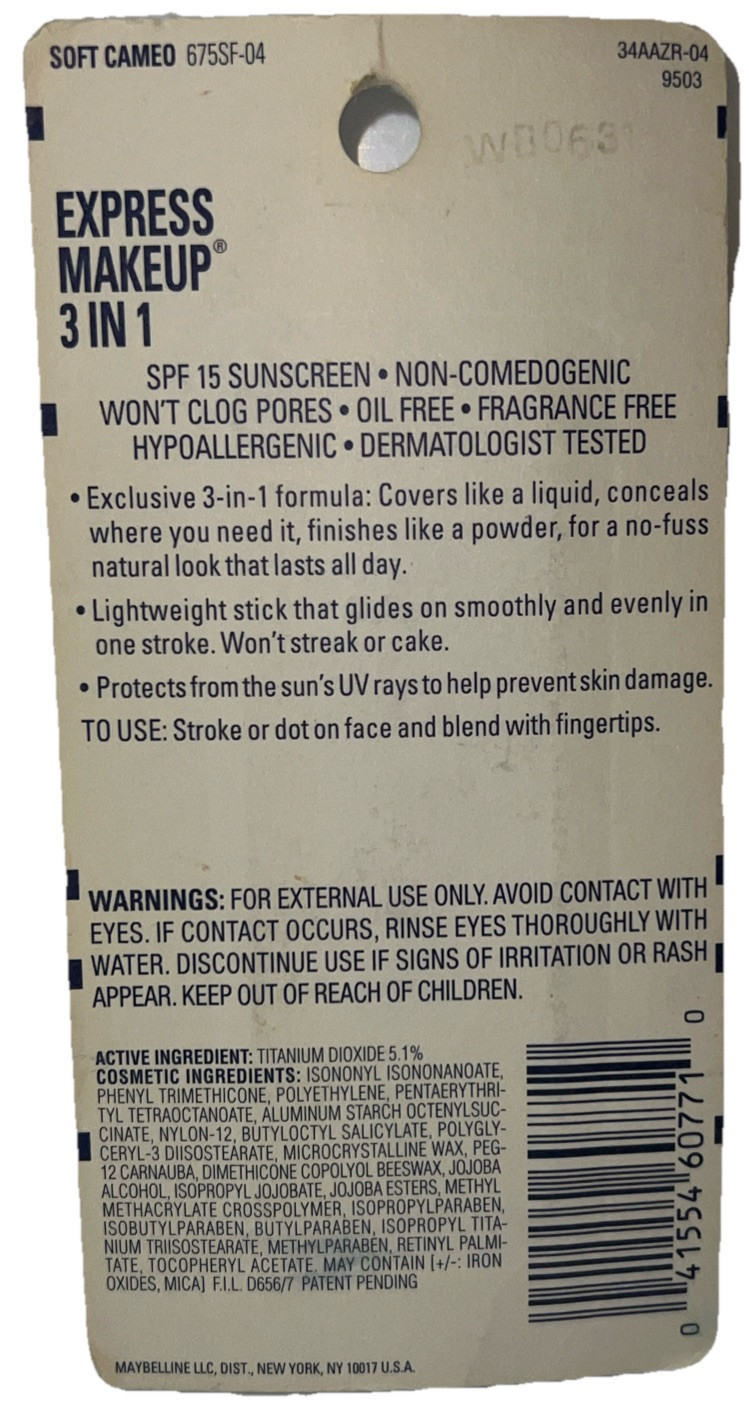 SOFT CAMEO 675SF-04
34AAZR-04
9503
EXPRESS
MAKEUP®
3 IN 1
SPF 15 SUNSCREEN • NON-COMEDOGENIC
WON'T CLOG PORES • OIL FREE • FRAGRANCE FREE
HYPOALLERGENIC • DERMATOLOGIST TESTED
• Exclusive 3-in-1 formula: Covers like a liquid, conceals
where you need it, finishes like a powder, for a no-fuss
natural look that lasts all day.
• Lightweight stick that glides on smoothly and evenly in
one stroke. Won't streak or cake.
• Protects from the sun's UV rays to help prevent skin damage.
TO USE: Stroke or dot on face and blend with fingertips.
WARNINGS: FOR EXTERNAL USE ONLY. AVOID CONTACT WITH
EYES. IF CONTACT OCCURS, RINSE EYES THOROUGHLY WITH
WATER. DISCONTINUE USE IF SIGNS OF IRRITATION OR RASH
APPEAR. KEEP OUT OF REACH OF CHILDREN.
ACTIVE INGREDIENT: TITANIUM DIOXIDE 5.1%
COSMETIC INGREDIENTS: ISONONYL ISONONANOATE,
PHENYL TRIMETHICONE, POLYETHYLENE, PENTAERYTHRI-
TYL TETRAOCTANOATE, ALUMINUM STARCH OCTENYLSUC-
CINATE, NYLON-12, BUTYLOCTYL SALICYLATE, POLYGLY-
CERYL-3 DIISOSTEARATE, MICROCRYSTALLINE WAX, PEG-
12 CARNAUBA, DIMETHICONE COPOLYOL BEESWAX, JOJOBA
ALCOHOL, ISOPROPYL JOJOBATE, JOJOBA ESTERS, METHYL
METHACRYLATE CROSSPOLYMER, ISOPROPYLPARABEN,
ISOBUTYLPARABEN, BUTYLPARABEN, ISOPROPYL TITA-
NIUM TRIISOSTEARATE, METHYLPARABEN, RETINYL PALMI-
TATE, TOCOPHERYL ACETATE. MAY CONTAIN [+/-: IRON
OXIDES, MICA] F.I.L. D656/7 PATENT PENDING
0 41554 60771 0
MAYBELLINE LLC, DIST., NEW YORK, NY 10017 U.S.A.